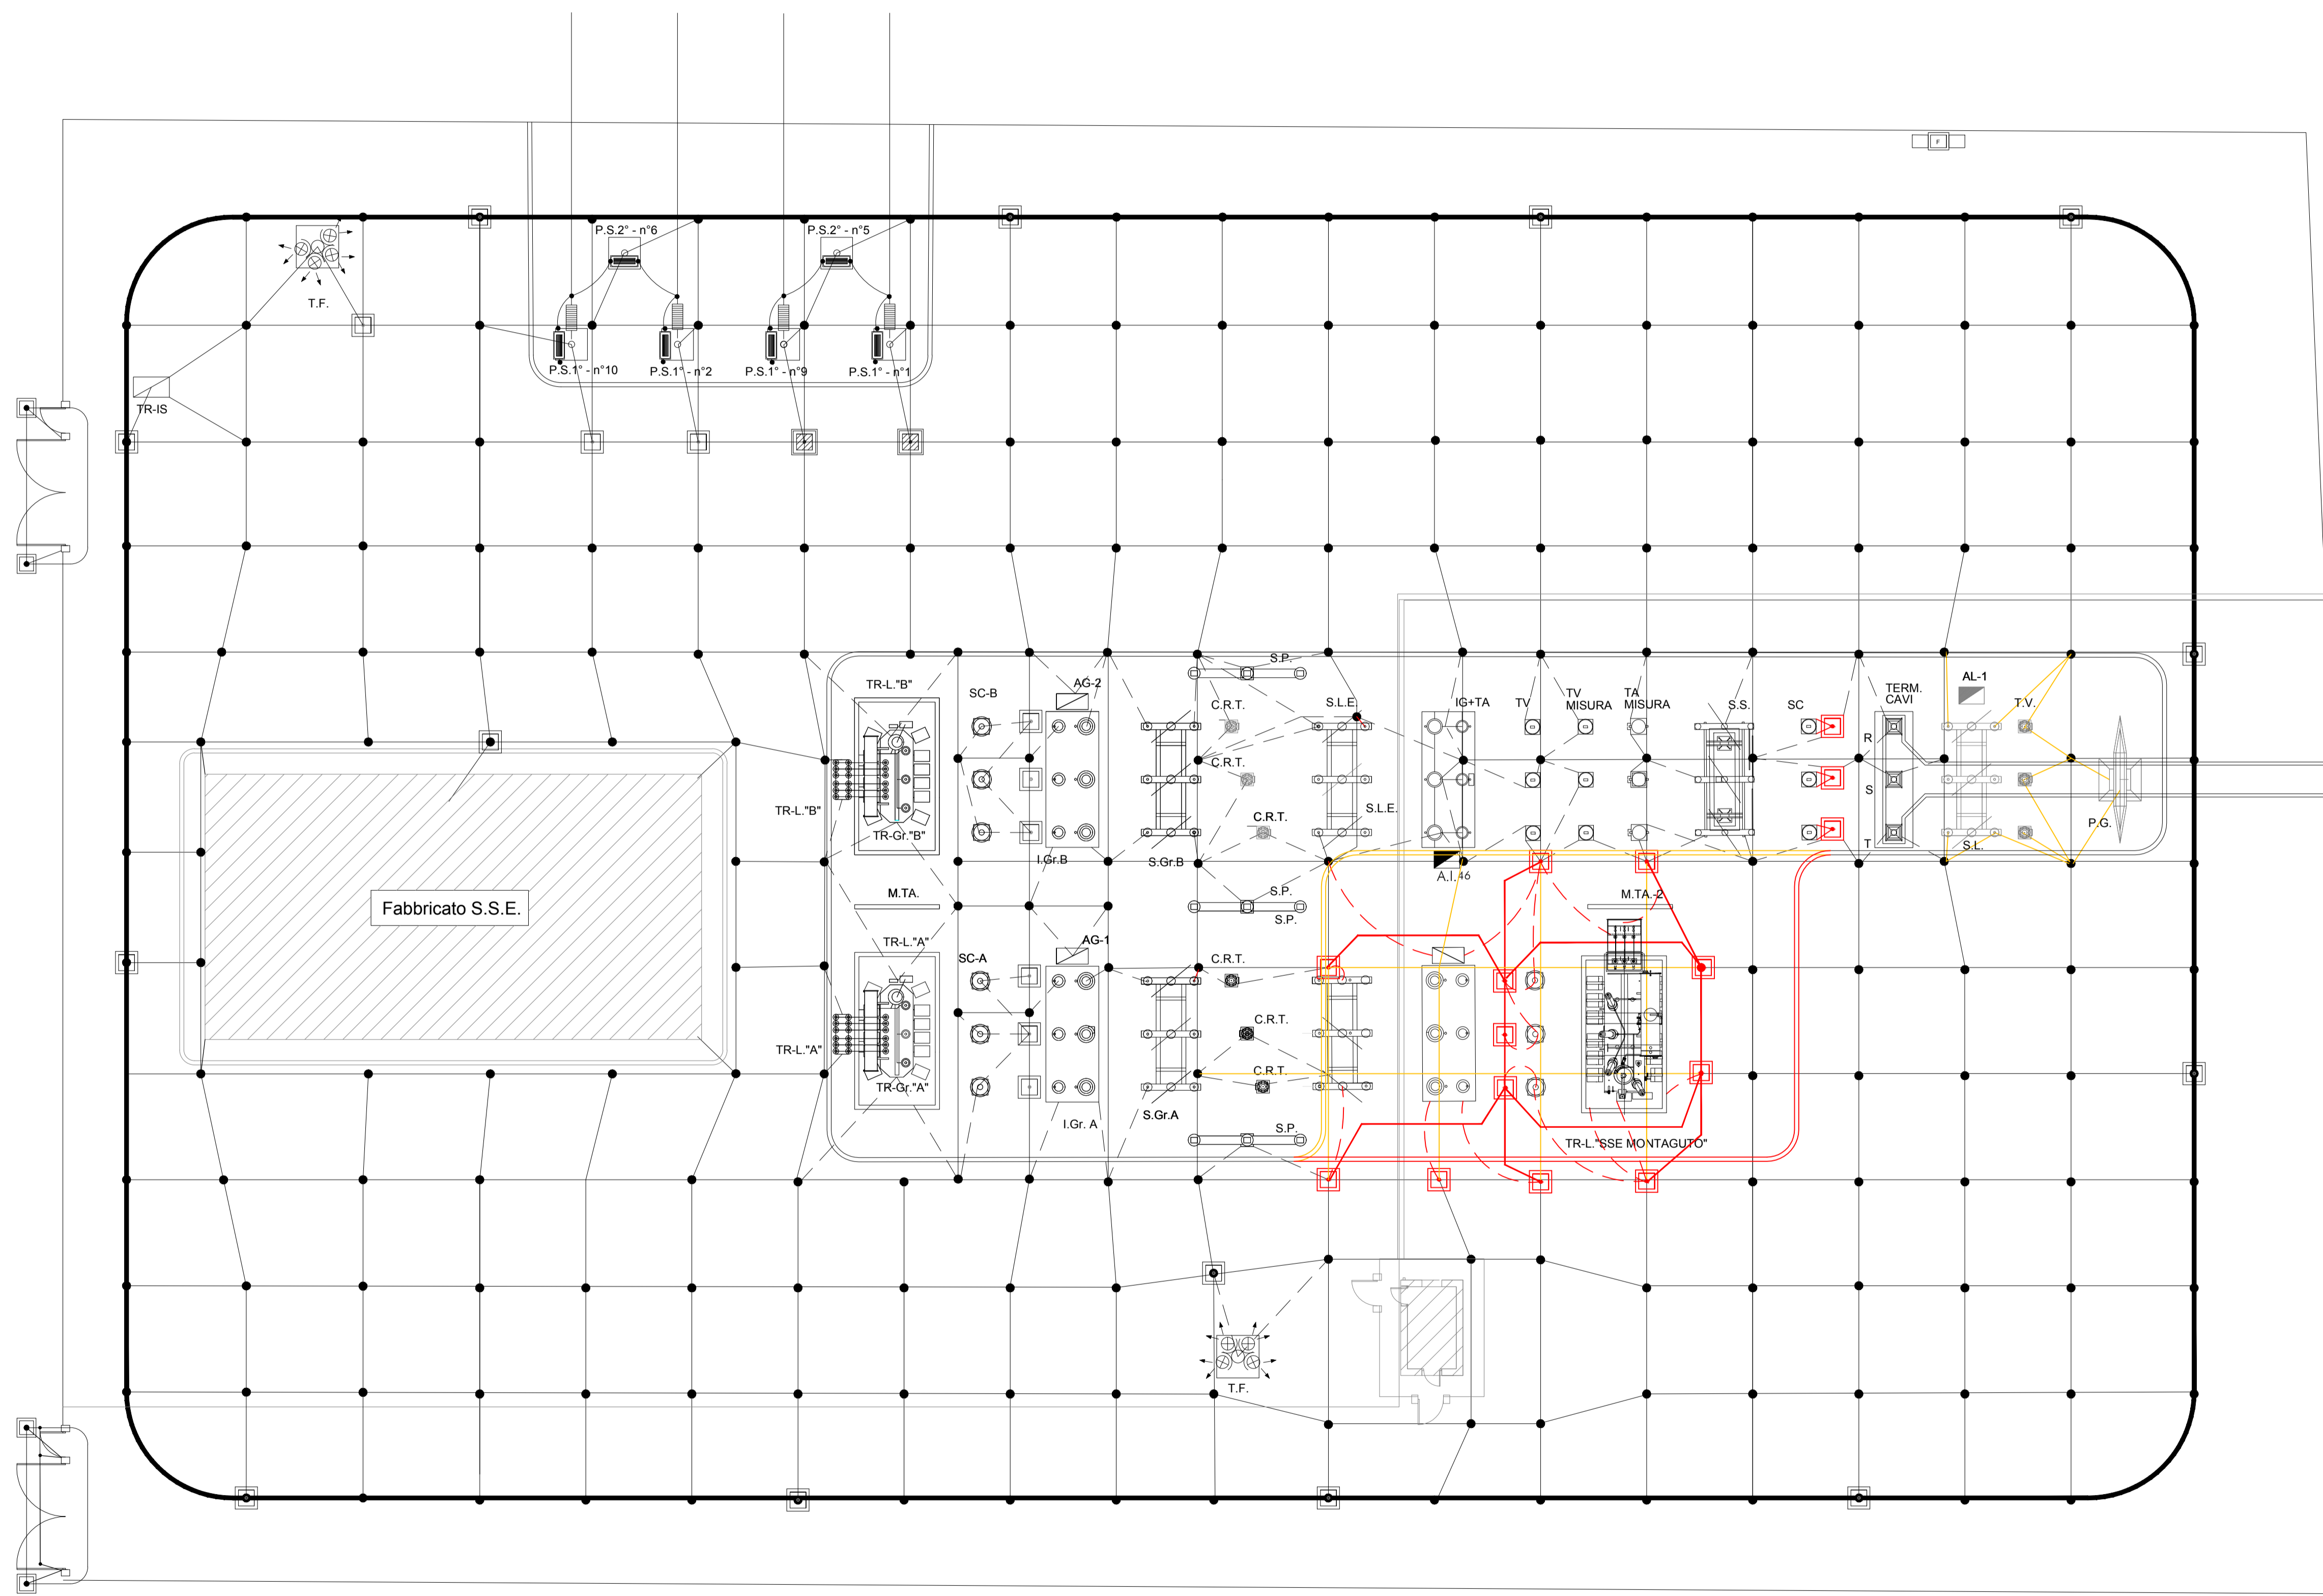 F
P.S.2° - n°6
P.S.2° - n°5
T.F.
P.S.1° - n°10
P.S.1° - n°2
P.S.1° - n°9
P.S.1° - n°1
TR-IS
S.P.
TR-L."B"
AG-2
SC-B
C.R.T.
S.L.E.
IG+TA
TV
TV
MISURA
TA
MISURA
S.S.
SC
TERM.
CAVI
AL-1
T.V.
R
C.R.T.
S
TR-L."B"
S.L.E.
C.R.T.
TR-Gr."B"
P.G.
T
S.L.
I.Gr.B
S.Gr.B
A.I.46
M.TA.
S.P.
M.TA.-2
Fabbricato S.S.E.
S.P.
TR-L."A"
AG-1
SC-A
C.R.T.
C.R.T.
TR-L."A"
C.R.T.
TR-Gr."A"
I.Gr. A
S.Gr.A
S.P.
TR-L."SSE MONTAGUTO"
T.F.